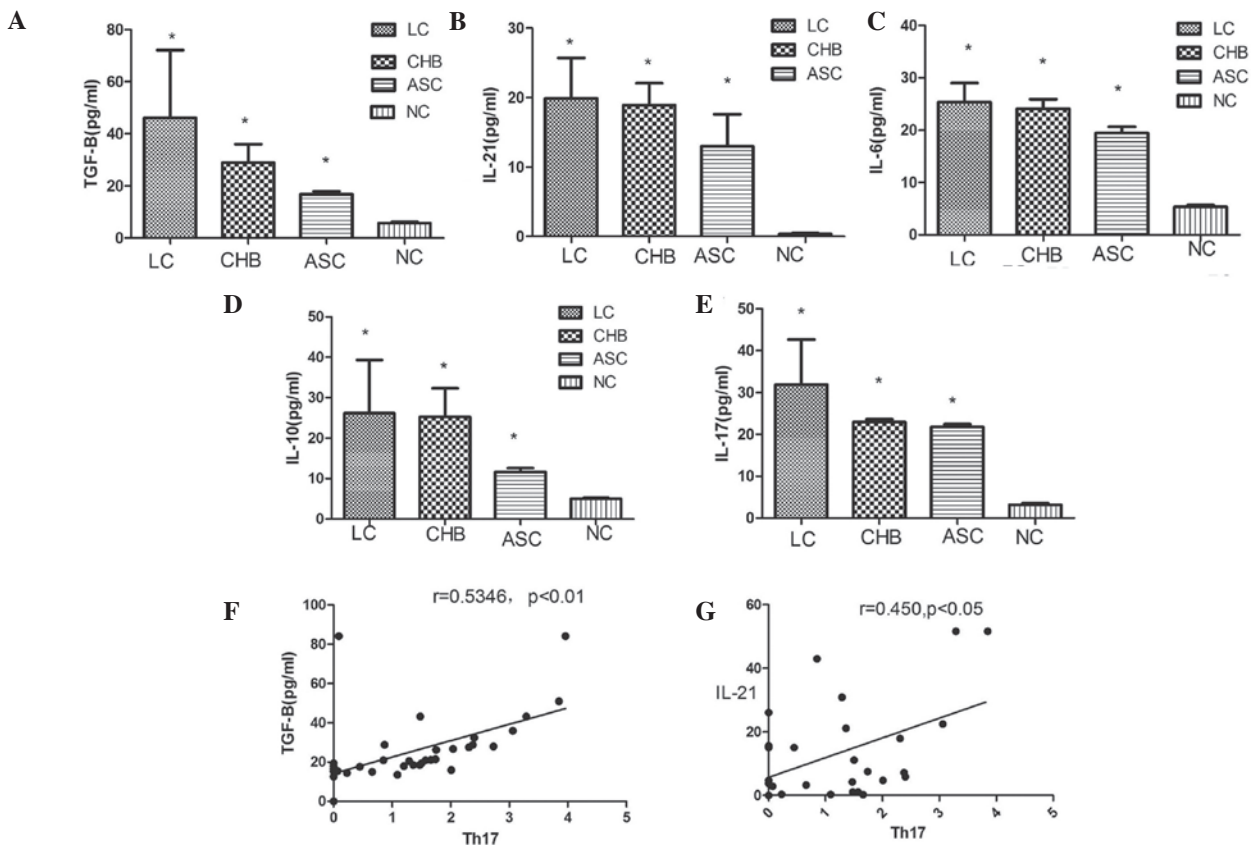 A
TGF-B(pg/ml)
80
60
40
20
0
*
*
*
LC
CHB
ASC
NC
LC
CHB
ASC
NC
B
IL-21(pg/ml)
30
20
10
0
*
*
*
LC
CHB
ASC
LC
CHB
ASC
NC
C
IL-6(pg/ml)
40
30
20
10
0
*
*
*
LC
CHB
ASC
NC
LC
CHB
ASC
NC
D
IL-10(pg/ml)
50
40
30
20
10
0
*
*
*
LC
CHB
ASC
NC
LC
CHB
ASC
NC
E
IL-17(pg/ml)
50
40
30
20
10
0
*
*
*
LC
CHB
ASC
NC
LC
CHB
ASC
NC
F
r=0.5346, p<0.01
TGF-B(pg/ml)
100
80
60
40
20
0
0 1 2 3 4 5
Th17
G
r=0.450,p<0.05
IL-21
60
40
20
0
0 1 2 3 4 5
Th17